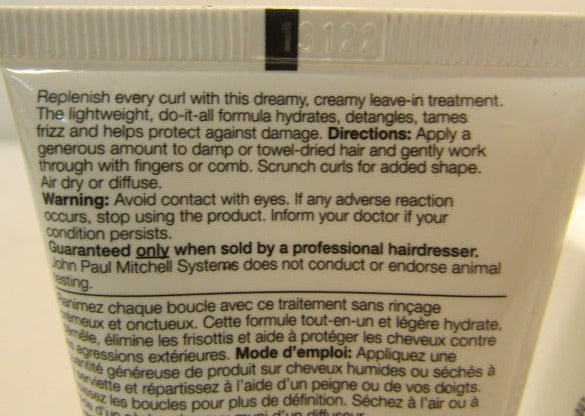 13122
Replenish every curl with this dreamy, creamy leave-in treatment.
The lightweight, do-it-all formula hydrates, detangles, tames
frizz and helps protect against damage. Directions: Apply a
generous amount to damp or towel-dried hair and gently work
through with fingers or comb. Scrunch curls for added shape.
Air dry or diffuse.
Warning: Avoid contact with eyes. If any adverse reaction
occurs, stop using the product. Inform your doctor if your
condition persists.
Guaranteed only when sold by a professional hairdresser.
John Paul Mitchell Systems does not conduct or endorse animal
testing.
Ranimez chaque boucle avec ce traitement sans rinçage
crémeux et onctueux. Cette formule tout-en-un et légère hydrate,
démêle, élimine les frisottis et aide à protéger les cheveux contre
les agressions extérieures. Mode d'emploi: Appliquez une
quantité généreuse de produit sur cheveux humides ou séchés à
serviette et répartissez à l'aide d'un peigne ou de vos doigts.
les boucles pour plus de définition. Séchez à l'air ou à
d'un diffuseur.